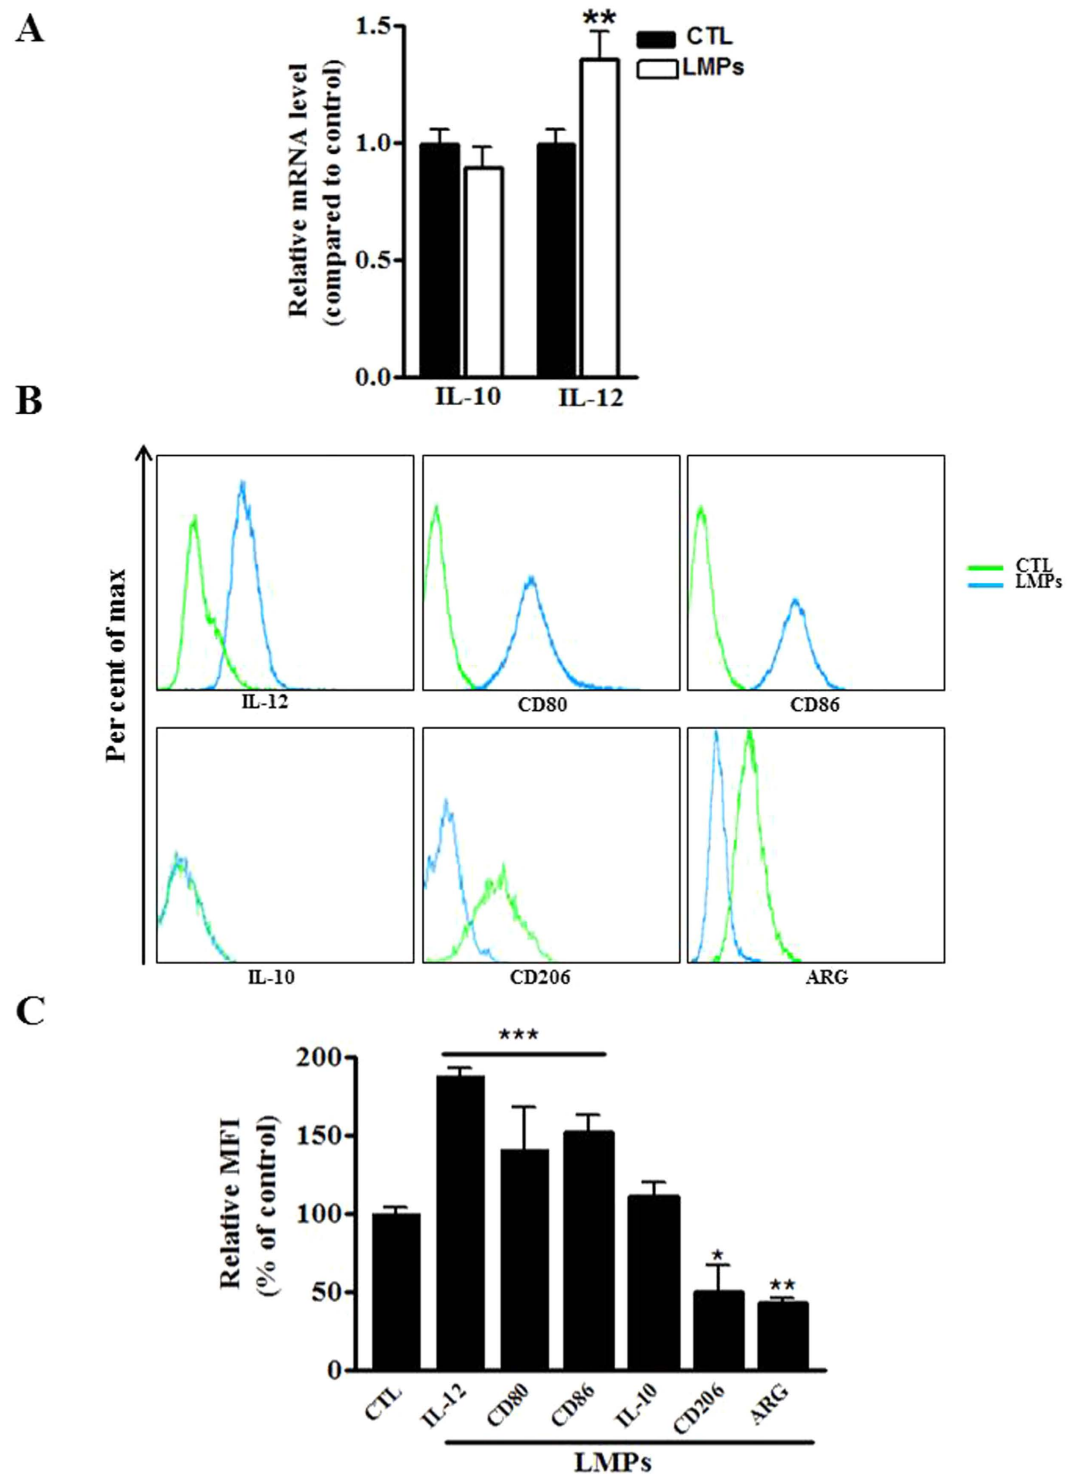 A
**
1.5
1.0
0.5
0.0
Relative mRNA level
(compared to control)
CTL
LMPs
IL-10
IL-12
B
Per cent of max
CTL
LMPs
IL-12
CD80
CD86
IL-10
CD206
ARG
C
***
200
150
100
50
0
Relative MFI
(% of control)
*
**
CTL
IL-12
CD80
CD86
IL-10
CD206
ARG
LMPs